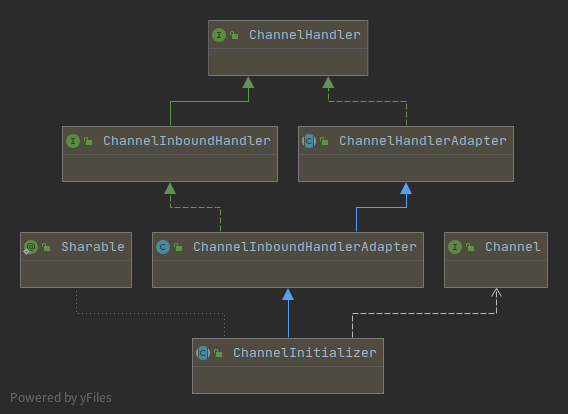 ChannelHandler
ChannelInboundHandler
ChannelHandlerAdapter
Sharable
ChannelInboundHandlerAdapter
Channel
ChannelInitializer
Powered by yFiles